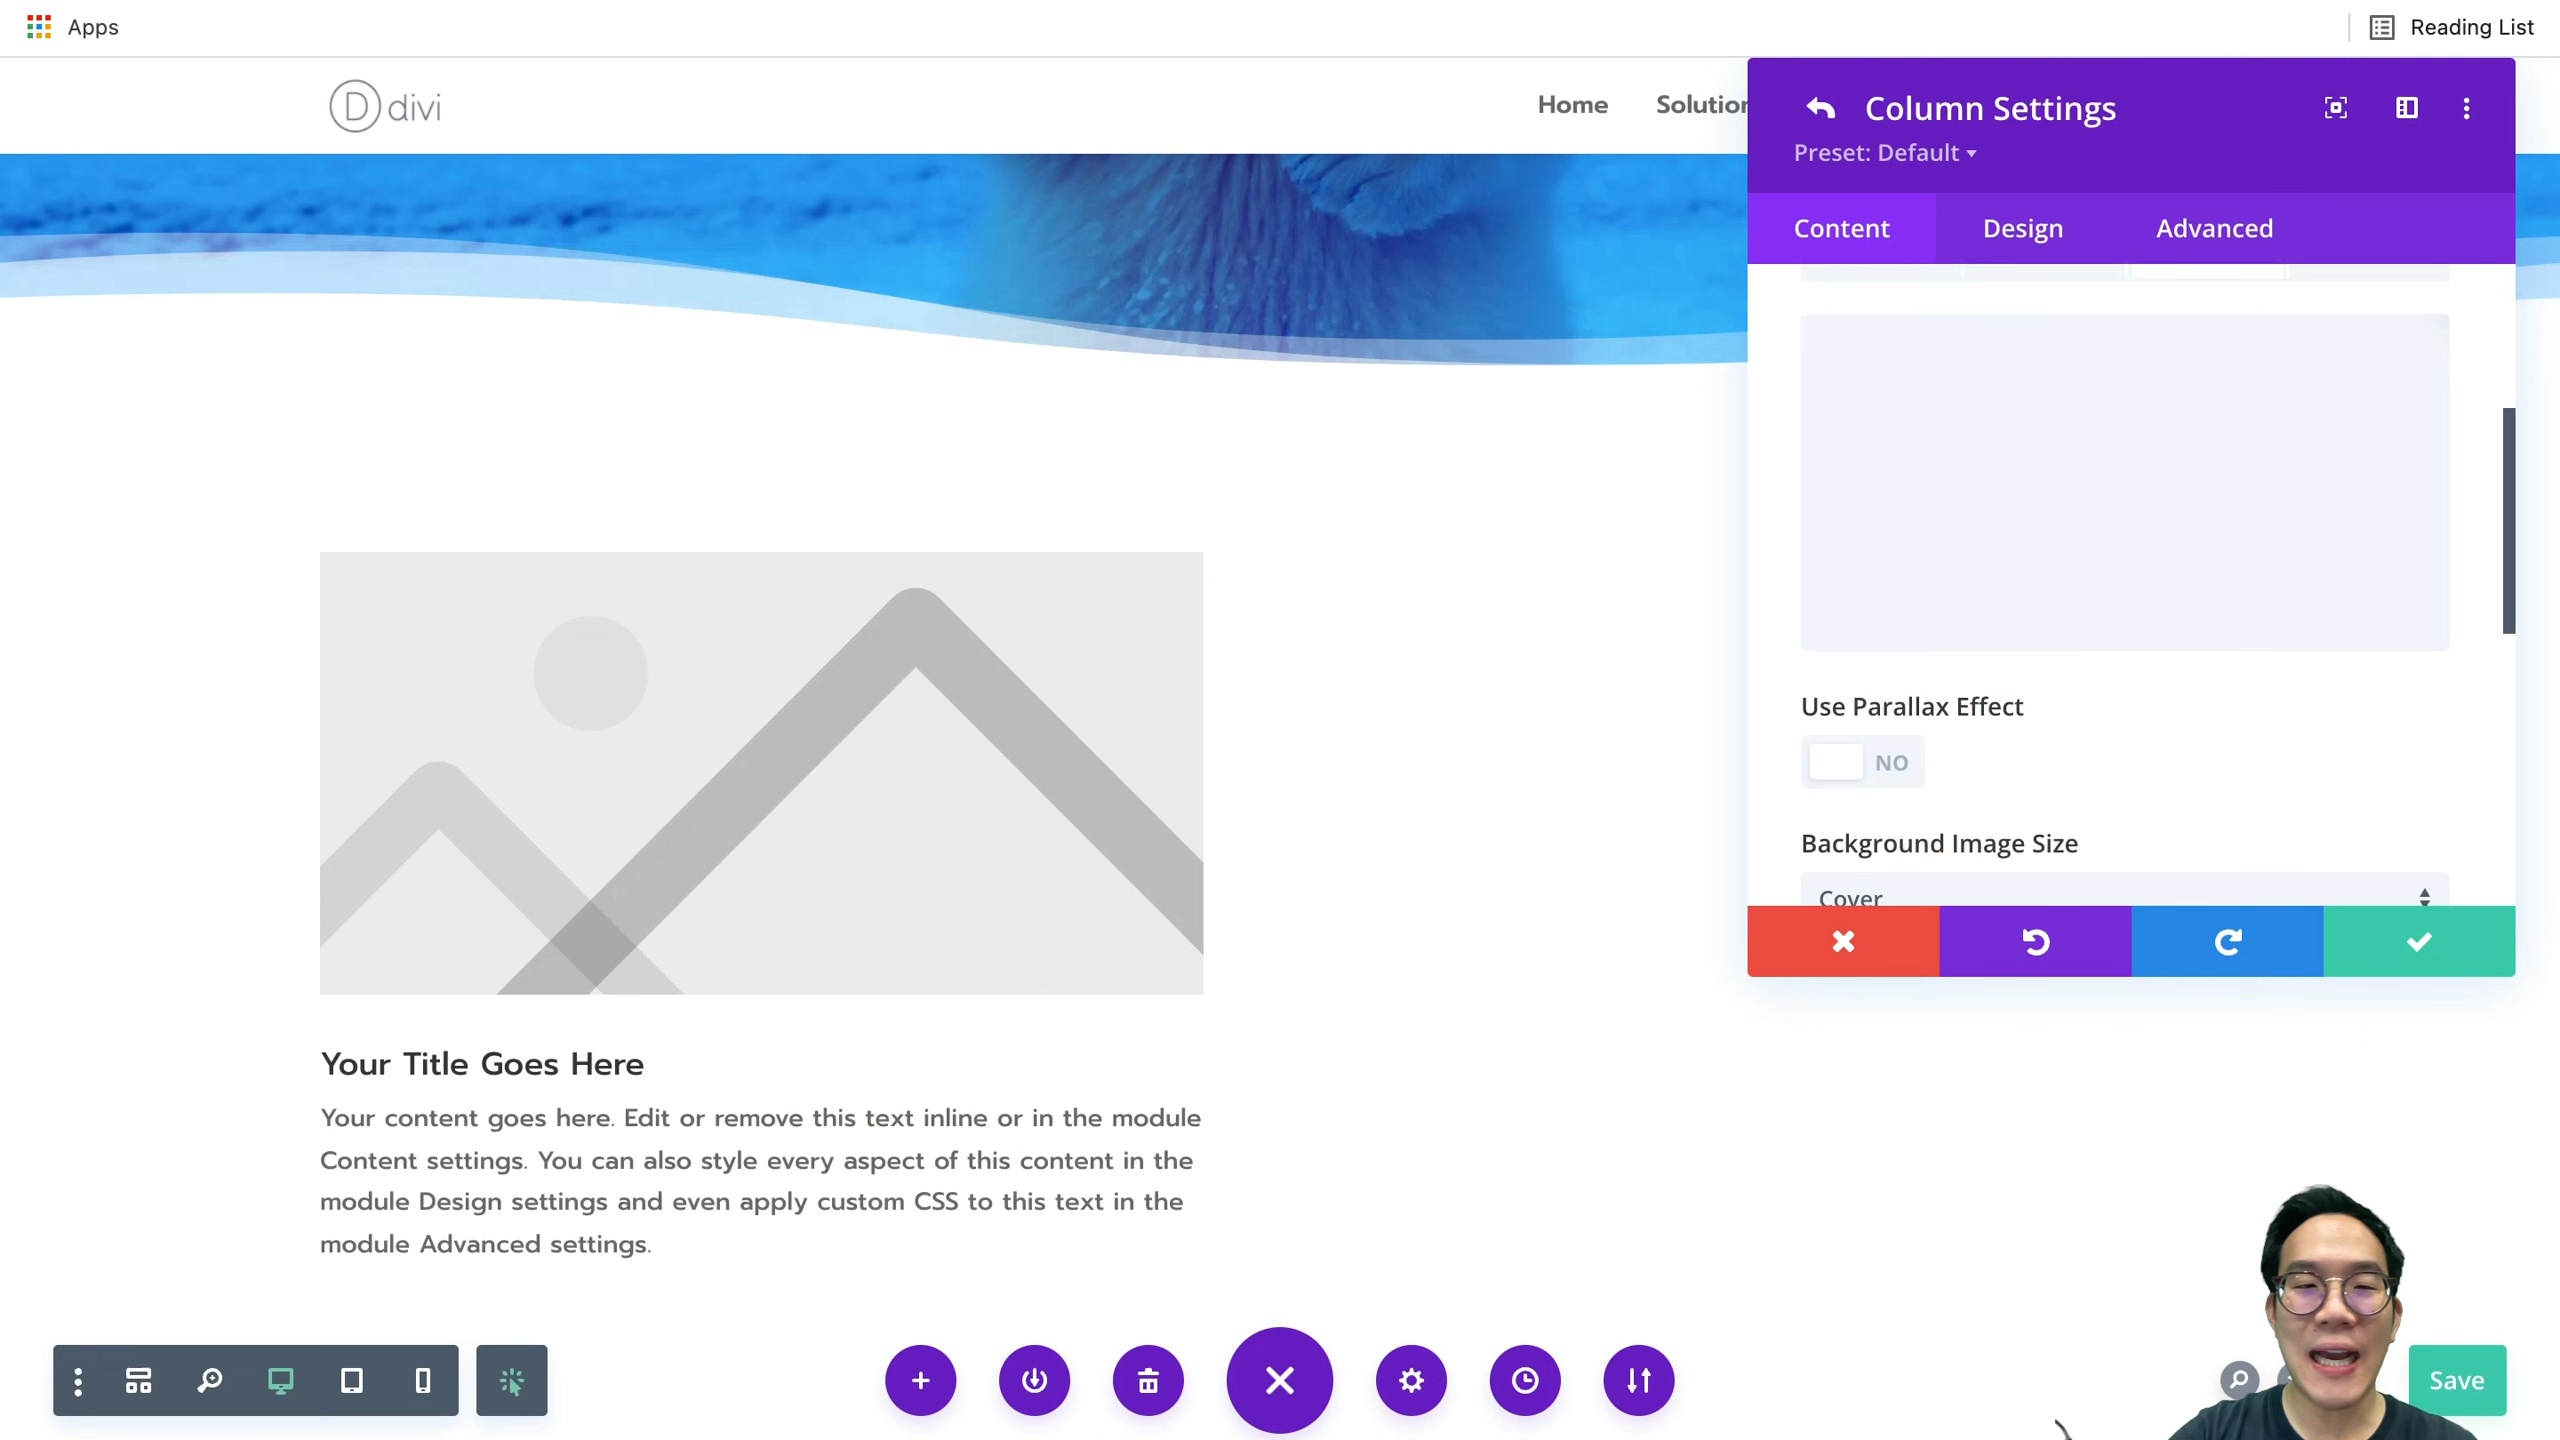 Apps
Reading List
D divi
Home
Solution
Column Settings
Preset: Default
Content
Design
Advanced
Use Parallax Effect
NO
Background Image Size
Cover
Your Title Goes Here
Your content goes here. Edit or remove this text inline or in the module
Content settings. You can also style every aspect of this content in the
module Design settings and even apply custom CSS to this text in the
module Advanced settings.
Save